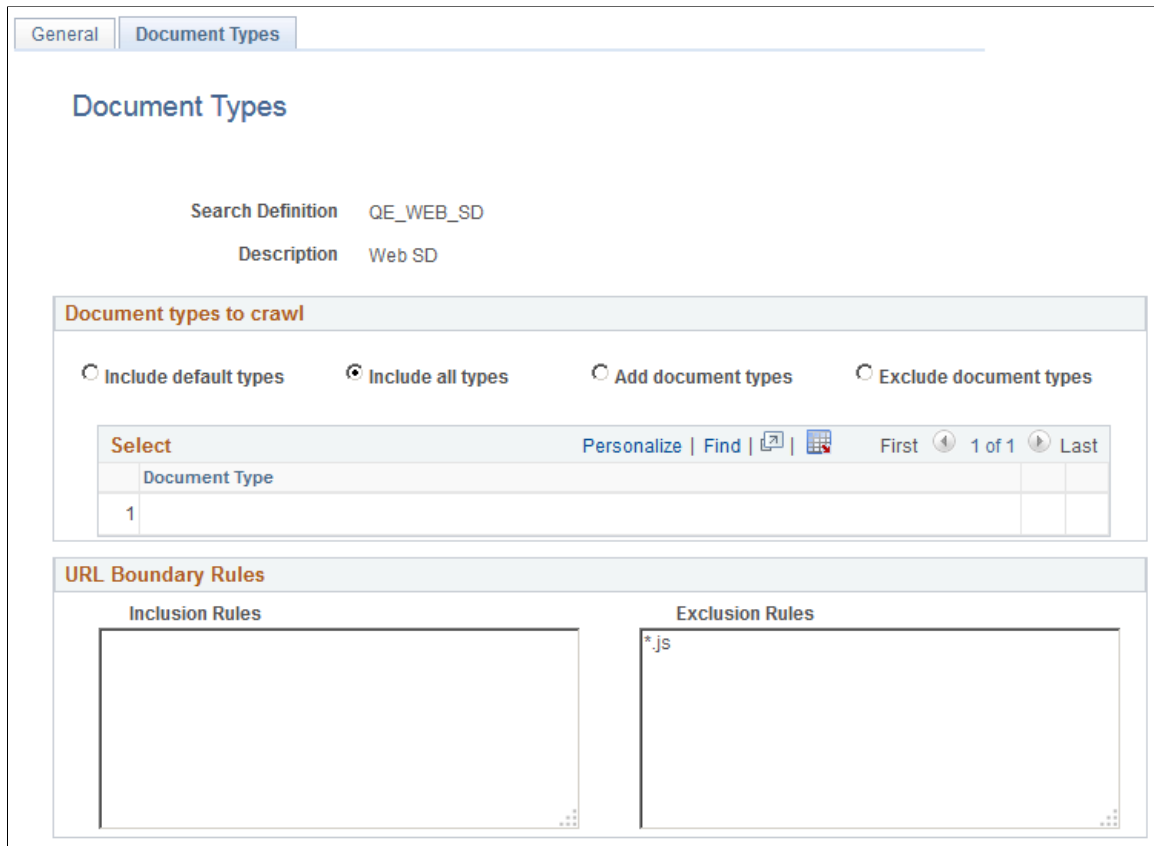 General Document Types
Document Types
Search Definition QE_WEB_SD
Description Web SD
Document types to crawl
Include default types Include all types Add document types Exclude document types
Select Personalize | Find | | First 1 of 1 Last
Document Type
1
URL Boundary Rules
Inclusion Rules Exclusion Rules
*.js